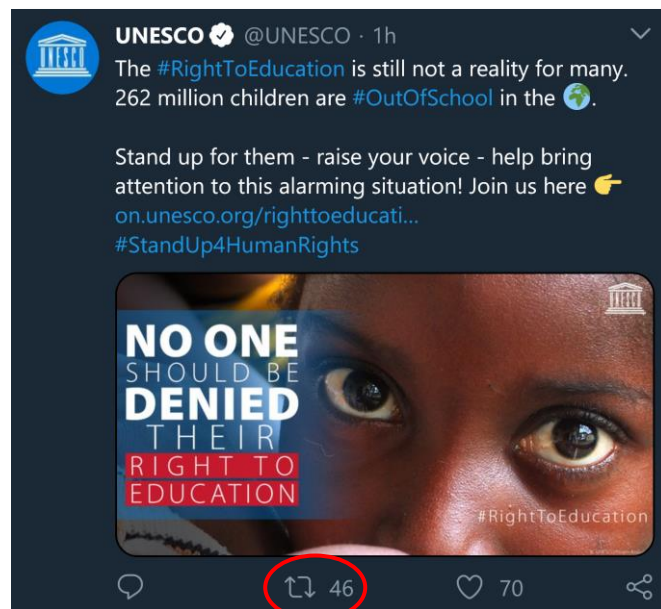 UNESCO @UNESCO · 1h
The #RightToEducation is still not a reality for many.
262 million children are #OutOfSchool in the 🌍.
Stand up for them - raise your voice - help bring
attention to this alarming situation! Join us here 👉
on.unesco.org/righttoeducati...
#StandUp4HumanRights
NO ONE
SHOULD BE
DENIED
THEIR
RIGHT TO
EDUCATION
#RightToEducation
46
70